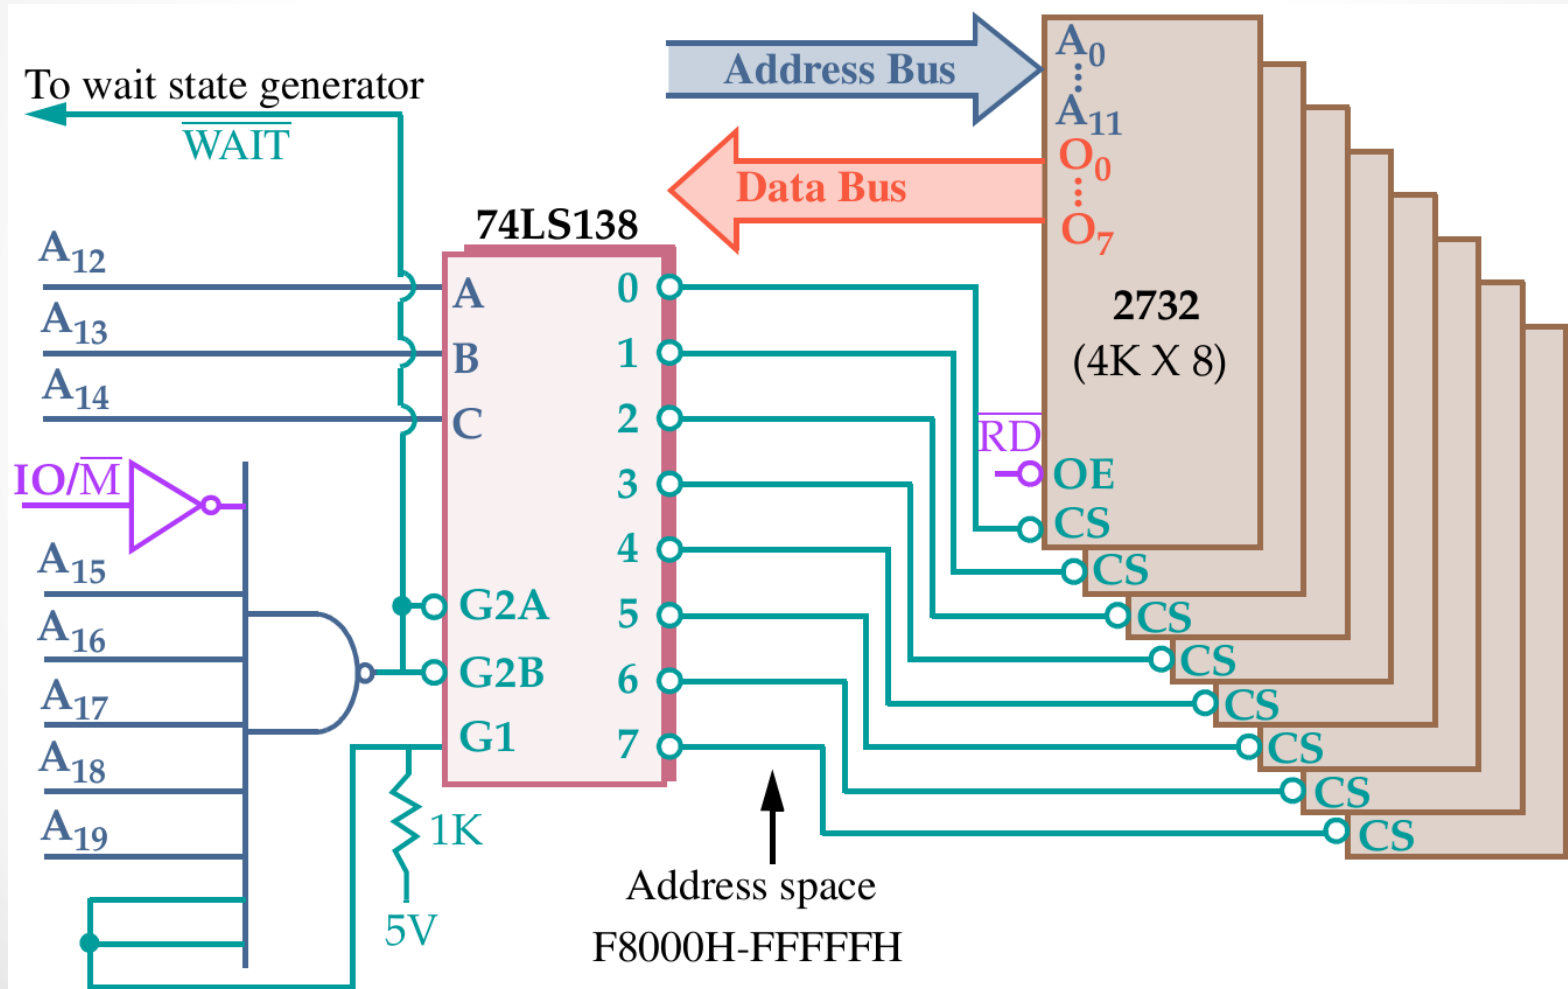 To wait state generator
W̅A̅I̅T̅
Address Bus
Data Bus
A₀
A₁₁
O₀
O₇
2732
(4K X 8)
R̅D̅
OE
CS
CS
CS
CS
CS
CS
CS
CS
74LS138
A₁₂
A₁₃
A₁₄
A
B
C
0
1
2
3
4
5
6
7
IO/M̅
A₁₅
A₁₆
A₁₇
A₁₈
A₁₉
G2A
G2B
G1
1K
5V
Address space
F8000H-FFFFFH